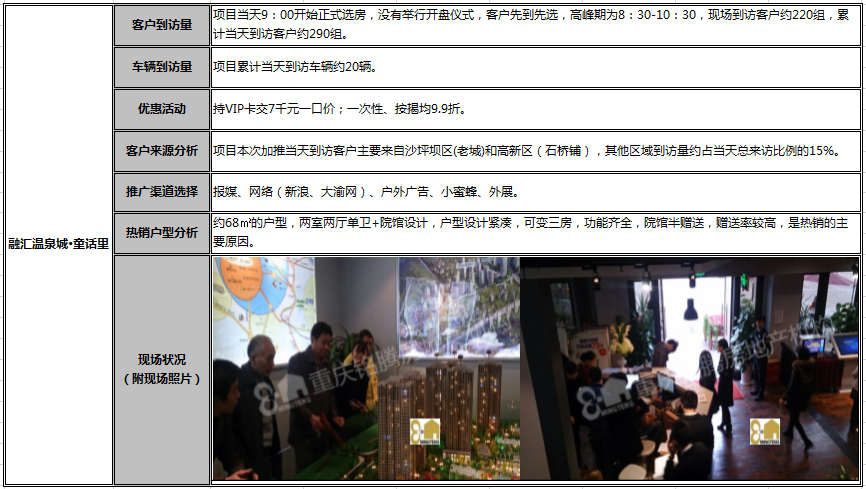 客户到访量
项目当天9：00开始正式选房，没有举行开盘仪式，客户先到先选，高峰期为8：30-10：30，现场到访客户约220组，累
计当天到访客户约290组。
车辆到访量
项目累计当天到访车辆约20辆。
优惠活动
持VIP卡交7千元一口价；一次性、按揭均9.9折。
客户来源分析
项目本次加推当天到访客户主要来自沙坪坝区(老城)和高新区（石桥铺），其他区域到访量约占当天总来访比例的15%。
推广渠道选择
报媒、网络（新浪、大渝网）、户外广告、小蜜蜂、外展。
融汇温泉城•童话里
热销户型分析
约68㎡的户型，两室两厅单卫+院馆设计，户型设计紧凑，可变三房，功能齐全，院馆半赠送，赠送率较高，是热销的主
要原因。
现场状况
（附现场照片）
重庆铭腾
MINGTENG